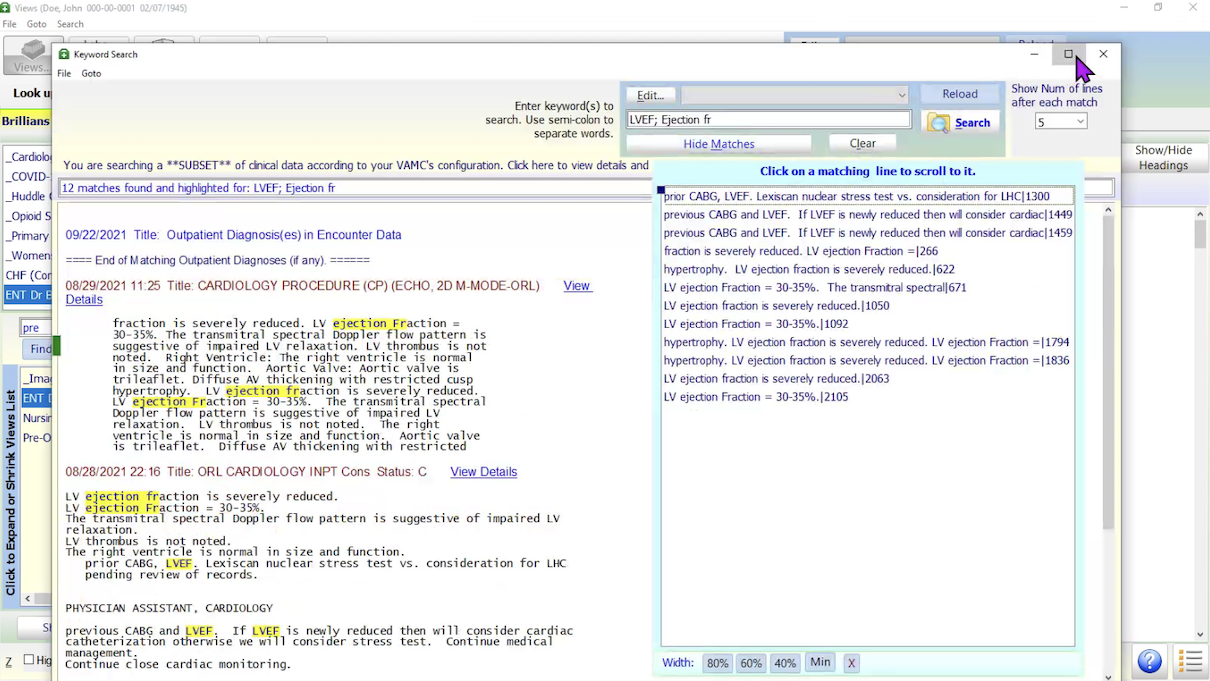 Views (Doe, John 000-00-0001 02/07/1945)
File Goto Search
Views...
Look u
Brillians
_Cardiolo
_COVID-
_Huddle
_Opioid S
_Primary
_Womens
CHF (Con
ENT Dr B
pre
Find
_Ima
ENT D
Nursin
Pre-O
Click to Expand or Shrink Views List
Sh
Z
Hig
Reload
Show/Hide
Headings
Keyword Search
File Goto
Enter keyword(s) to
search. Use semi-colon to
separate words.
Edit...
LVEF; Ejection fr
Hide Matches
Clear
Reload
Search
Show Num of lines
after each match
5
You are searching a **SUBSET** of clinical data according to your VAMC's configuration. Click here to view details and
12 matches found and highlighted for: LVEF; Ejection fr
09/22/2021 Title: Outpatient Diagnosis(es) in Encounter Data
==== End of Matching Outpatient Diagnoses (if any). ======
08/29/2021 11:25 Title: CARDIOLOGY PROCEDURE (CP) (ECHO, 2D M-MODE-ORL) View
Details
fraction is severely reduced. LV ejection Fraction =
30-35%. The transmitral spectral Doppler flow pattern is
suggestive of impaired LV relaxation. LV thrombus is not
noted. Right Ventricle: The right ventricle is normal
in size and function. Aortic Valve: Aortic valve is
trileaflet. Diffuse AV thickening with restricted cusp
hypertrophy. LV ejection fraction is severely reduced.
LV ejection Fraction = 30-35%. The transmitral spectral
Doppler flow pattern is suggestive of impaired LV
relaxation. LV thrombus is not noted. The right
ventricle is normal in size and function. Aortic valve
is trileaflet. Diffuse AV thickening with restricted
08/28/2021 22:16 Title: ORL CARDIOLOGY INPT Cons Status: C View Details
LV ejection fraction is severely reduced.
LV ejection Fraction = 30-35%.
The transmitral spectral Doppler flow pattern is suggestive of impaired LV
relaxation.
LV thrombus is not noted.
The right ventricle is normal in size and function.
prior CABG, LVEF. Lexiscan nuclear stress test vs. consideration for LHC
pending review of records.
PHYSICIAN ASSISTANT, CARDIOLOGY
previous CABG and LVEF. If LVEF is newly reduced then will consider cardiac
catheterization otherwise we will consider stress test. Continue medical
management.
Continue close cardiac monitoring.
Click on a matching line to scroll to it.
prior CABG, LVEF. Lexiscan nuclear stress test vs. consideration for LHC|1300
previous CABG and LVEF. If LVEF is newly reduced then will consider cardiac|1449
previous CABG and LVEF. If LVEF is newly reduced then will consider cardiac|1459
fraction is severely reduced. LV ejection Fraction =|266
hypertrophy. LV ejection fraction is severely reduced.|622
LV ejection Fraction = 30-35%. The transmitral spectral|671
LV ejection fraction is severely reduced.|1050
LV ejection Fraction = 30-35%.|1092
hypertrophy. LV ejection fraction is severely reduced. LV ejection Fraction =|1794
hypertrophy. LV ejection fraction is severely reduced. LV ejection Fraction =|1836
LV ejection fraction is severely reduced.|2063
LV ejection Fraction = 30-35%.|2105
Width: 80% 60% 40% Min X